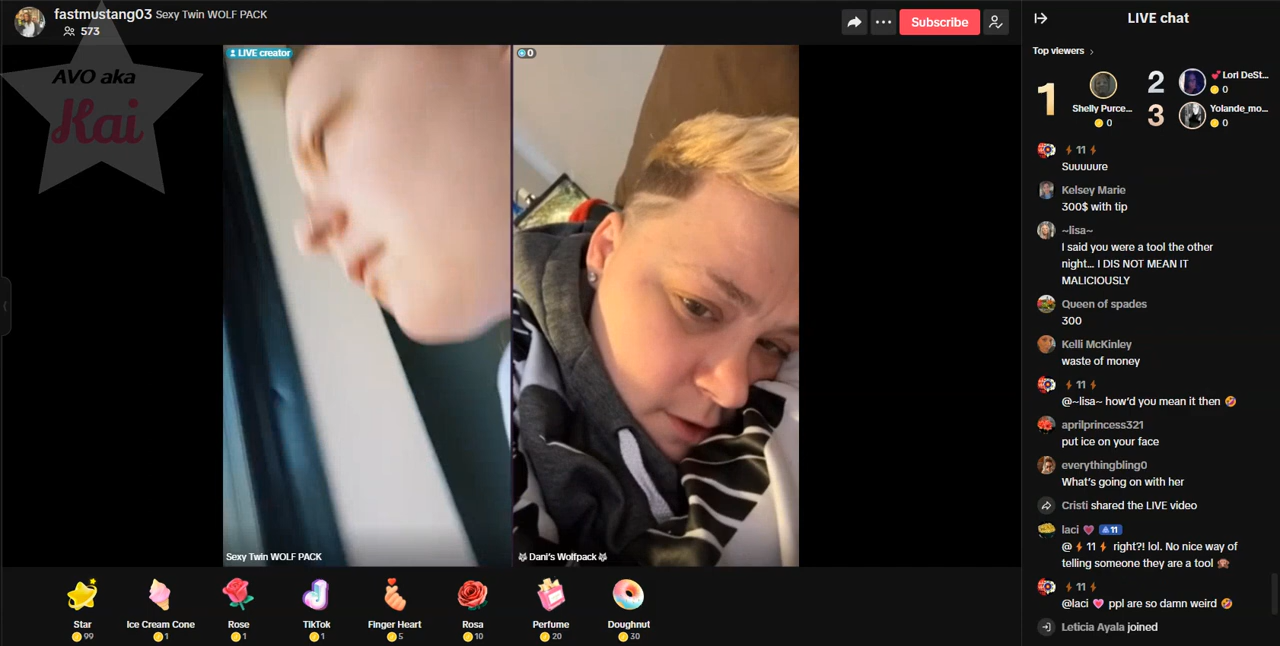 fastmustang03 Sexy Twin WOLF PACK
573
Subscribe
AVO aka
Kai
LIVE creator
0
Sexy Twin WOLF PACK
Dani's Wolfpack
Star
99
Ice Cream Cone
1
Rose
1
TikTok
1
Finger Heart
5
Rosa
10
Perfume
20
Doughnut
30
LIVE chat
Top viewers
1
Shelly Purce...
0
2
Lori DeSt...
0
3
Yolande_mo...
0
11
Suuuuure
Kelsey Marie
300$ with tip
~lisa~
I said you were a tool the other
night... I DIS NOT MEAN IT
MALICIOUSLY
Queen of spades
300
Kelli McKinley
waste of money
11
@~lisa~ how'd you mean it then
aprilprincess321
put ice on your face
everythingbling0
What's going on with her
Cristi shared the LIVE video
laci 11
@ 11 right?! lol. No nice way of
telling someone they are a tool
11
@laci ppl are so damn weird
Leticia Ayala joined